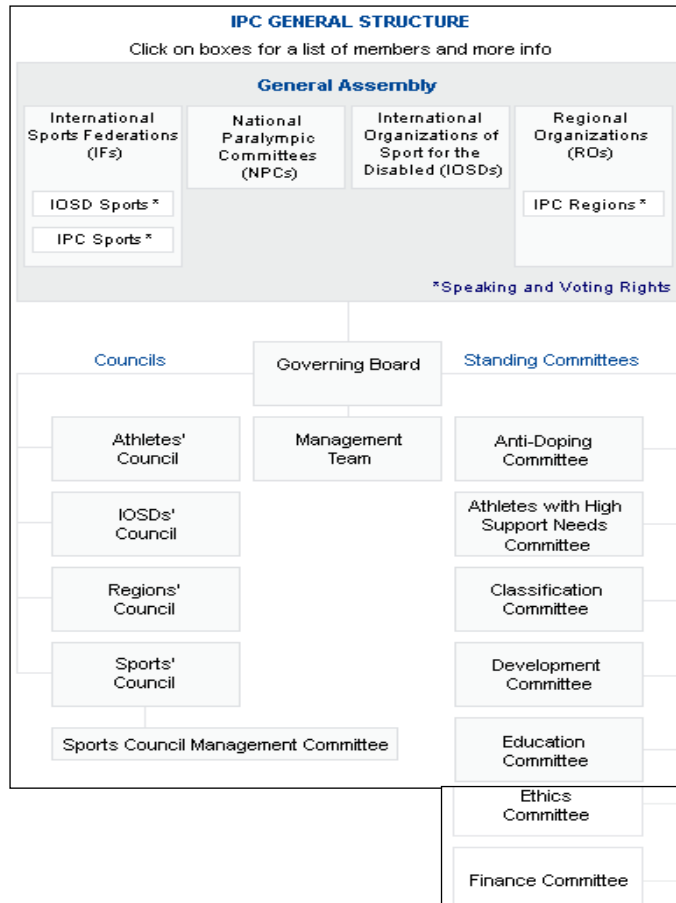 IPC GENERAL STRUCTURE
Click on boxes for a list of members and more info
General Assembly
International
Sports Federations
(IFs)
IOSD Sports*
IPC Sports*
National
Paralympic
Committees
(NPCs)
International
Organizations of
Sport for the
Disabled (IOSDs)
Regional
Organizations
(ROs)
IPC Regions*
*Speaking and Voting Rights
Councils
Governing Board
Standing Committees
Athletes'
Council
IOSDs'
Council
Regions'
Council
Sports'
Council
Sports Council Management Committee
Management
Team
Anti-Doping
Committee
Athletes with High
Support Needs
Committee
Classification
Committee
Development
Committee
Education
Committee
Ethics
Committee
Finance Committee